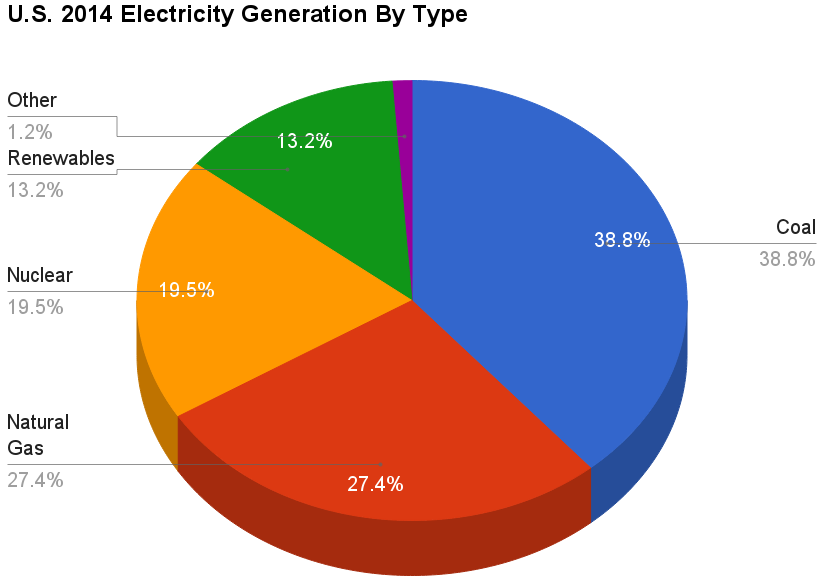 U.S. 2014 Electricity Generation By Type
Other
1.2%
Renewables
13.2%
13.2%
Coal
38.8%
38.8%
Nuclear
19.5%
19.5%
Natural
Gas
27.4%
27.4%